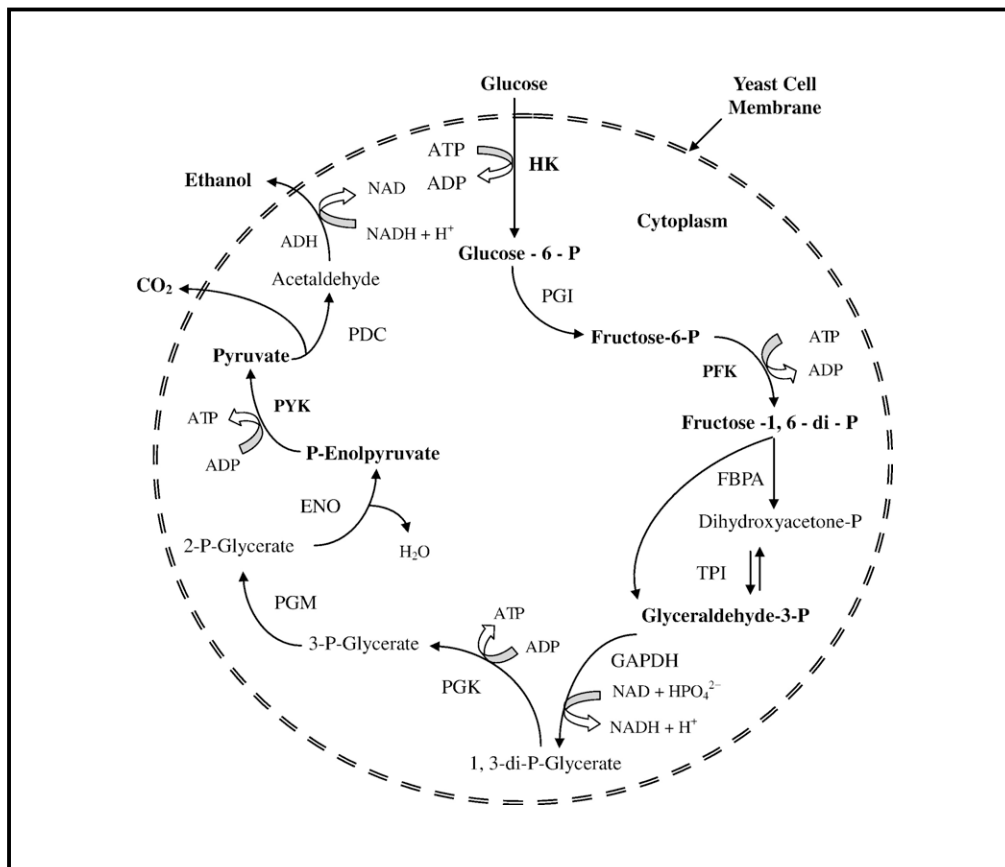 Glucose
Yeast Cell
Membrane
ATP
HK
ADP
Ethanol
NAD
NADH + H⁺
ADH
Cytoplasm
Glucose - 6 - P
Acetaldehyde
CO₂
PGI
PDC
Fructose-6-P
ATP
Pyruvate
PFK
ADP
PYK
ATP
Fructose -1, 6 - di - P
ADP
P-Enolpyruvate
FBPA
ENO
Dihydroxyacetone-P
2-P-Glycerate
H₂O
TPI
PGM
Glyceraldehyde-3-P
ATP
3-P-Glycerate
ADP
GAPDH
PGK
NAD + HPO₄²⁻
NADH + H⁺
1, 3-di-P-Glycerate